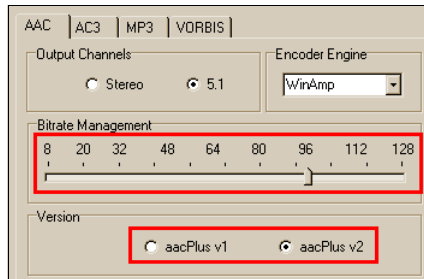 AAC AC3 MP3 VORBIS
Output Channels Encoder Engine
Stereo 5.1 WinAmp
Bitrate Management
8 20 32 48 64 80 96 112 128
Version
aacPlus v1 aacPlus v2